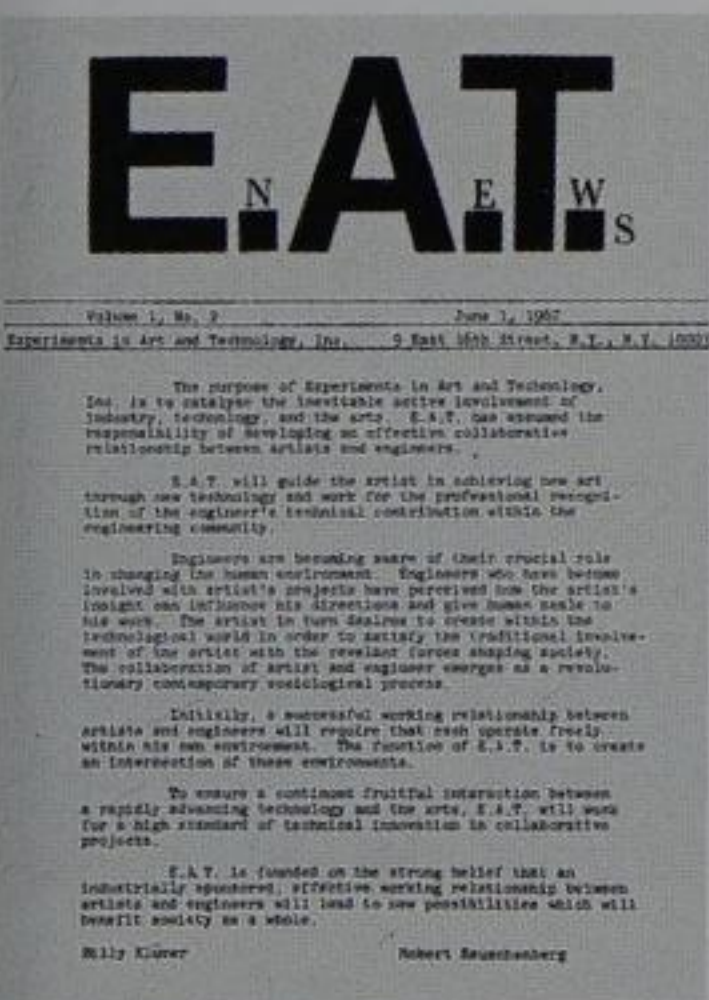 E.A.T.
N E W S
Volume 1, No. 2 June 1, 1967
Experiments in Art and Technology, Inc. 9 East 16th Street, N.Y., N.Y. 10003
The purpose of Experiments in Art and Technology,
Inc. is to catalyze the inevitable active involvement of
industry, technology, and the arts. E.A.T. has assumed the
responsibility of developing an effective collaborative
relationship between artists and engineers.
E.A.T. will guide the artist in achieving new art
through new technology and work for the professional recogni-
tion of the engineer's technical contribution within the
engineering community.
Engineers are becoming aware of their crucial role
in changing the human environment. Engineers who have become
involved with artist's projects have perceived how the artist's
insight can influence his directions and give human scale to
his work. The artist in turn desires to create within the
technological world in order to satisfy the traditional involve-
ment of the artist with the relevant forces shaping society.
The collaboration of artist and engineer emerges as a revolu-
tionary contemporary sociological process.
Initially, a successful working relationship between
artists and engineers will require that each operate freely
within his own environment. The function of E.A.T. is to create
an intersection of these environments.
To ensure a continued fruitful interaction between
a rapidly advancing technology and the arts, E.A.T. will work
for a high standard of technical innovation in collaborative
projects.
E.A.T. is founded on the strong belief that an
industrially sponsored, effective working relationship between
artists and engineers will lead to new possibilities which will
benefit society as a whole.
Billy Kluver Robert Rauschenberg